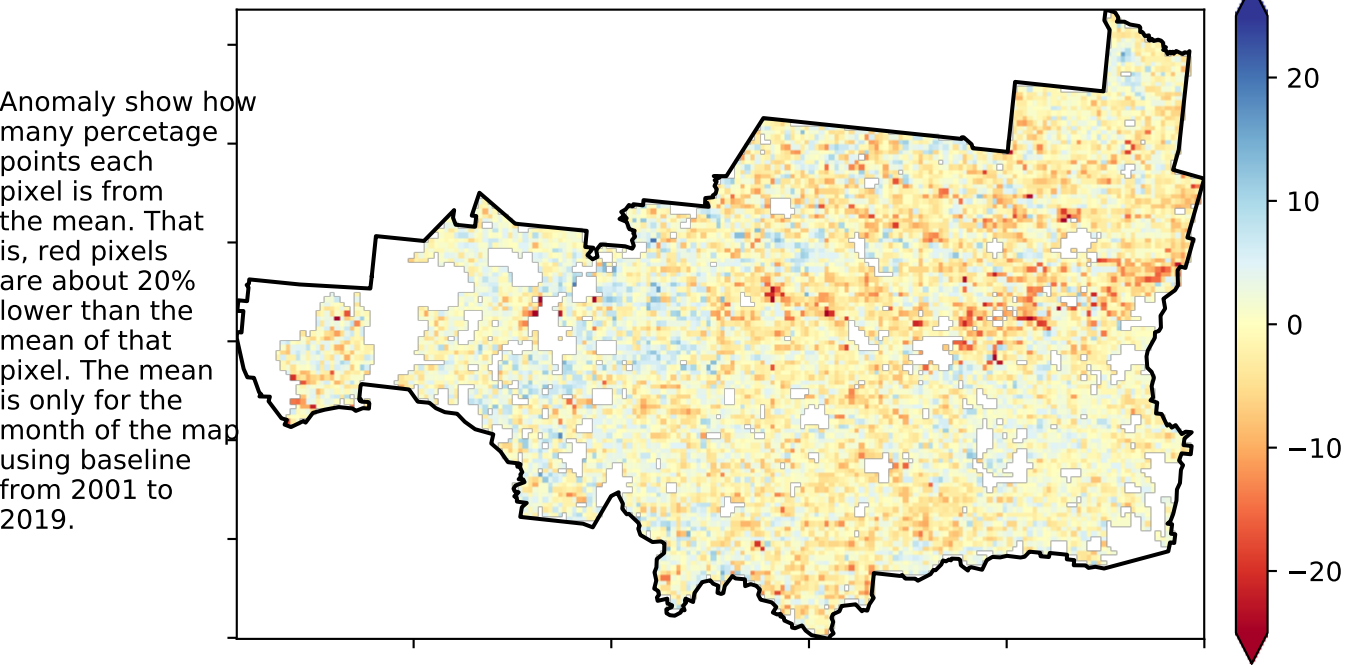 Anomaly show how
many percetage
points each
pixel is from
the mean. That
is, red pixels
are about 20%
lower than the
mean of that
pixel. The mean
is only for the
month of the map
using baseline
from 2001 to
2019.
20
10
0
−10
−20